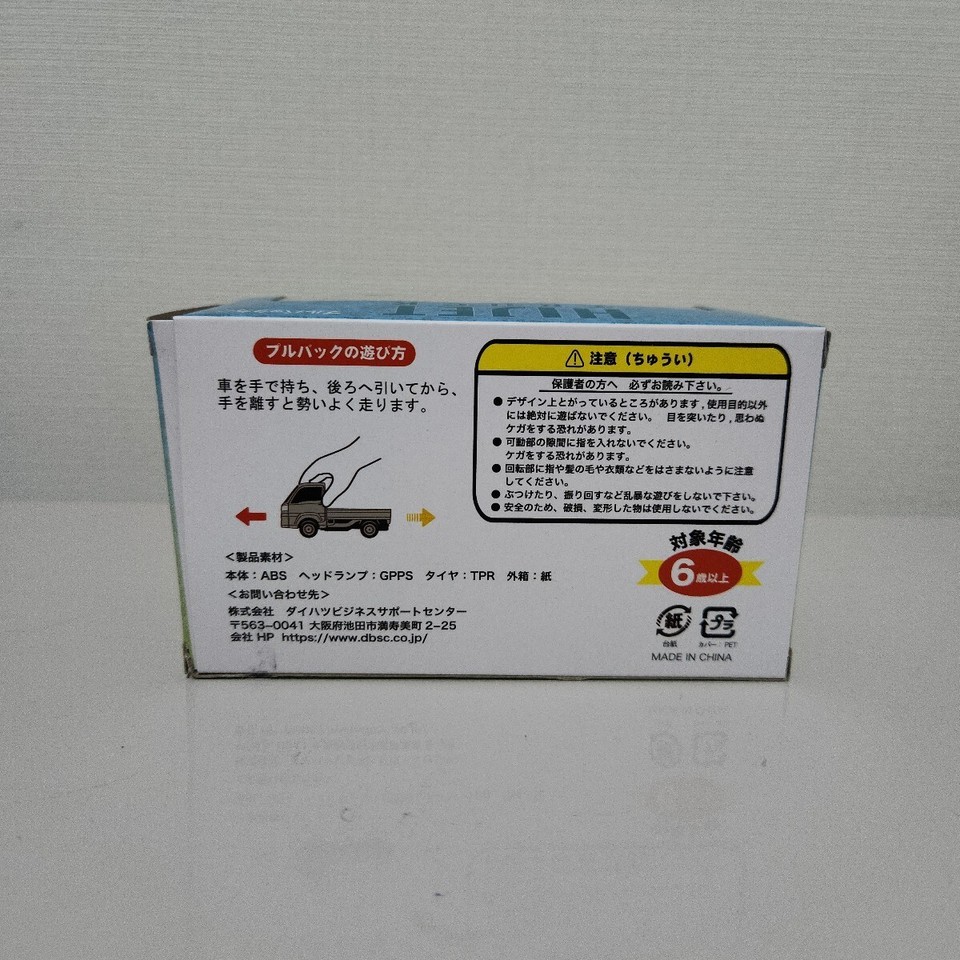 HIJET
プルバックの遊び方
車を手で持ち、後ろへ引いてから、
手を離すと勢いよく走ります。
注意（ちゅうい）
保護者の方へ 必ずお読み下さい。
● デザイン上とがっているところがあります,使用目的以外
には絶対に遊ばないでください。 目を突いたり,思わぬ
ケガをする恐れがあります。
● 可動部の隙間に指を入れないでください。
ケガをする恐れがあります。
● 回転部に指や髪の毛や衣類などをはさまないように注意
してください。
● ぶつけたり、振り回すなど乱暴な遊びをしないで下さい。
● 安全のため、破損、変形した物は使用しないでください。
<製品素材>
本体：ABS ヘッドランプ：GPPS タイヤ：TPR 外箱：紙
<お問い合わせ先>
株式会社 ダイハツビジネスサポートセンター
〒563-0041 大阪府池田市満寿美町 2-25
会社 HP https://www.dbsc.co.jp/
対象年齢
6歳以上
紙
プラ
台紙
カバー：PET
MADE IN CHINA